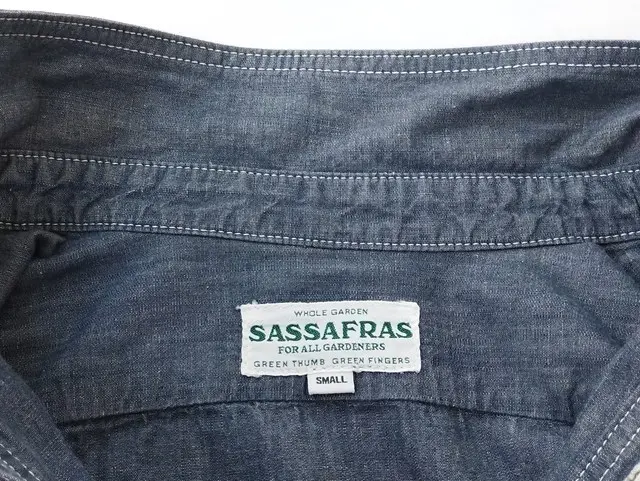 WHOLE GARDEN
SASSAFRAS
FOR ALL GARDENERS
GREEN THUMB GREEN FINGERS
SMALL